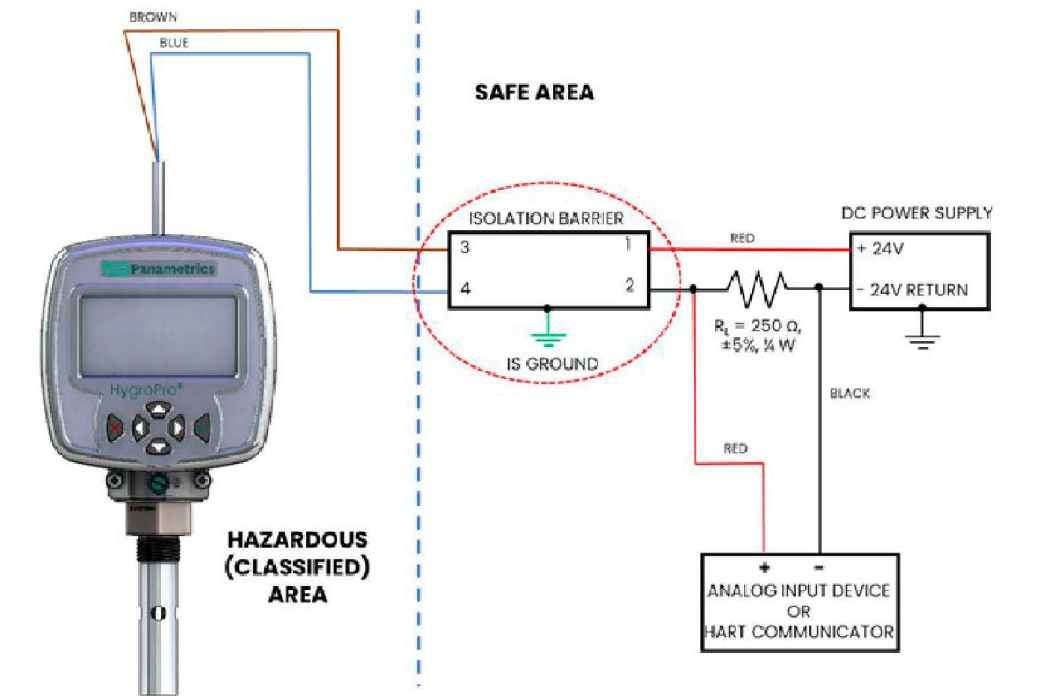 BROWN
BLUE
SAFE AREA
ISOLATION BARRIER
3
1
4
2
IS GROUND
RED
DC POWER SUPPLY
+ 24V
- 24V RETURN
R_L = 250 Ω,
±5%, ¼ W
BLACK
RED
Panametrics
HygroPro®
HAZARDOUS
(CLASSIFIED)
AREA
+ -
ANALOG INPUT DEVICE
OR
HART COMMUNICATOR